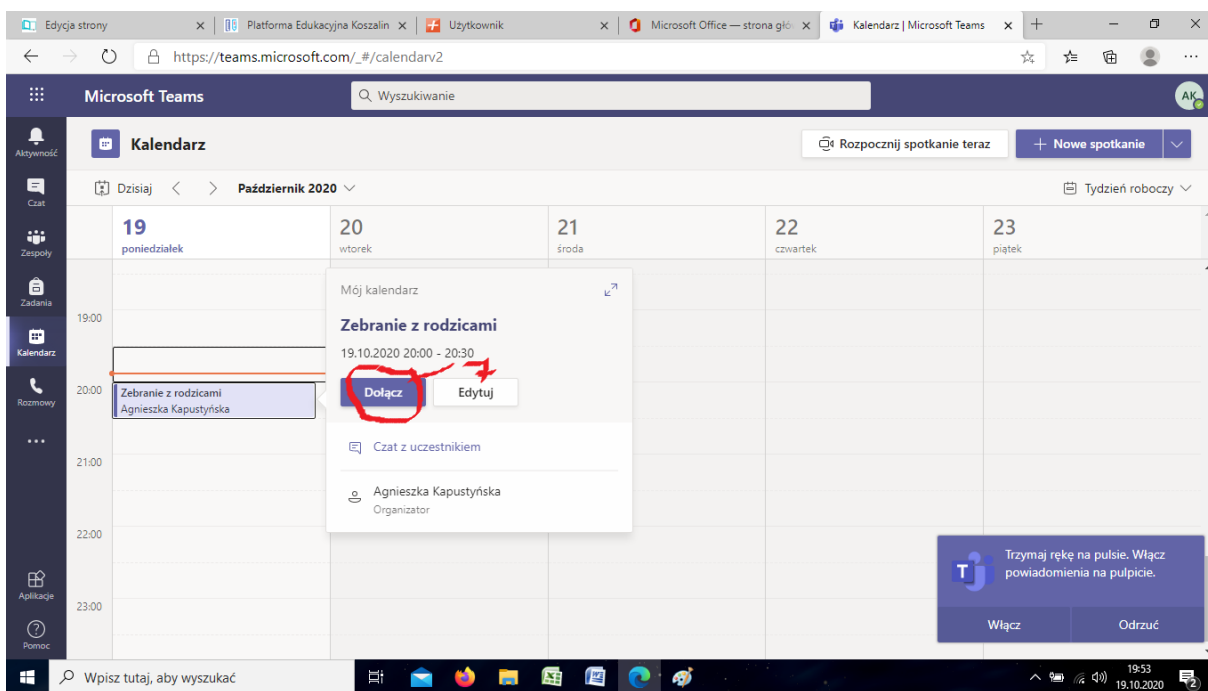 Edycja strony
Platforma Edukacyjna Koszalin
Użytkownik
Microsoft Office — strona głów
Kalendarz | Microsoft Teams
https://teams.microsoft.com/_#/calendarv2
Microsoft Teams
Wyszukiwanie
AK
Aktywność
Czat
Zespoły
Zadania
Kalendarz
Rozmowy
Aplikacje
Pomoc
Kalendarz
Rozpocznij spotkanie teraz
+ Nowe spotkanie
Dzisiaj
Październik 2020
Tydzień roboczy
19
poniedziałek
20
wtorek
21
środa
22
czwartek
23
piątek
19:00
20:00
21:00
22:00
23:00
Zebranie z rodzicami
Agnieszka Kapustyńska
Mój kalendarz
Zebranie z rodzicami
19.10.2020 20:00 - 20:30
7
Dołącz
Edytuj
Czat z uczestnikiem
Agnieszka Kapustyńska
Organizator
T
Trzymaj rękę na pulsie. Włącz
powiadomienia na pulpicie.
Włącz
Odrzuć
Wpisz tutaj, aby wyszukać
19:53
19.10.2020
2